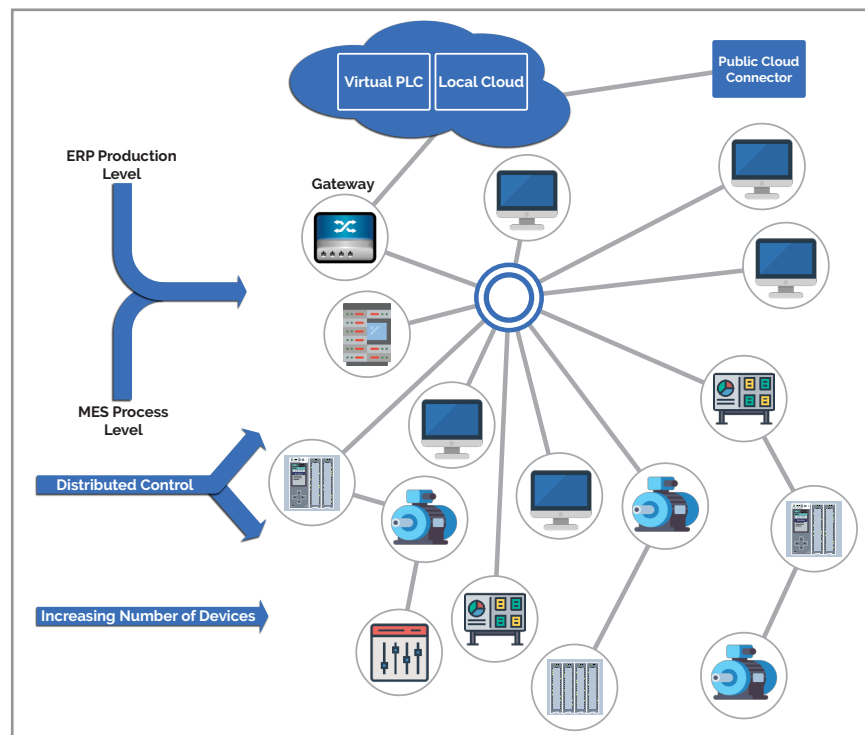 Virtual PLC
Local Cloud
Public Cloud
Connector
ERP Production
Level
Gateway
MES Process
Level
Distributed Control
Increasing Number of Devices